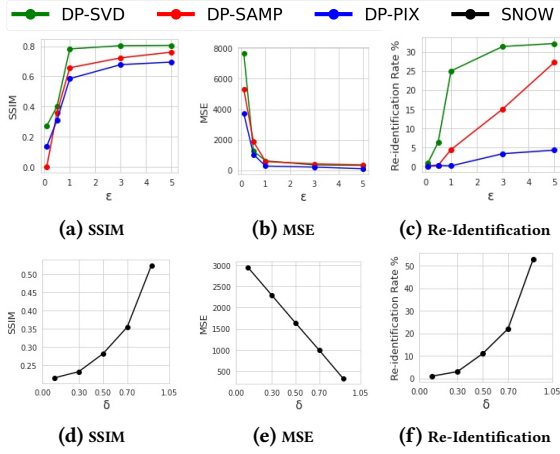 DP-SVD DP-SAMP DP-PIX SNOW
SSIM
0.8
0.6
0.4
0.2
0.0
0 1 2 3 4 5
ε
(a) SSIM
MSE
8000
6000
4000
2000
0
0 1 2 3 4 5
ε
(b) MSE
Re-identification Rate %
30
25
20
15
10
5
0
0 1 2 3 4 5
ε
(c) Re-Identification
SSIM
0.50
0.45
0.40
0.35
0.30
0.25
0.00 0.30 0.50 0.70 1.05
δ
(d) SSIM
MSE
3000
2500
2000
1500
1000
500
0.00 0.30 0.50 0.70 1.05
δ
(e) MSE
Re-identification Rate %
50
40
30
20
10
0
0.00 0.30 0.50 0.70 1.05
δ
(f) Re-Identification